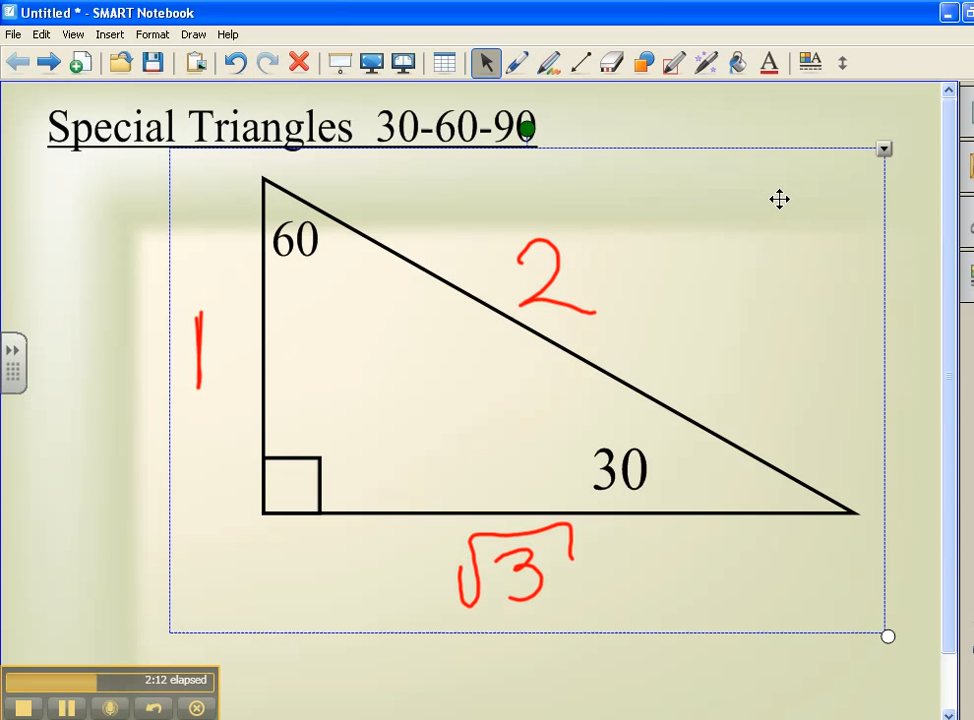 Untitled * - SMART Notebook
File Edit View Insert Format Draw Help
Special Triangles 30-60-90
60
2
1
30
√3
2:12 elapsed